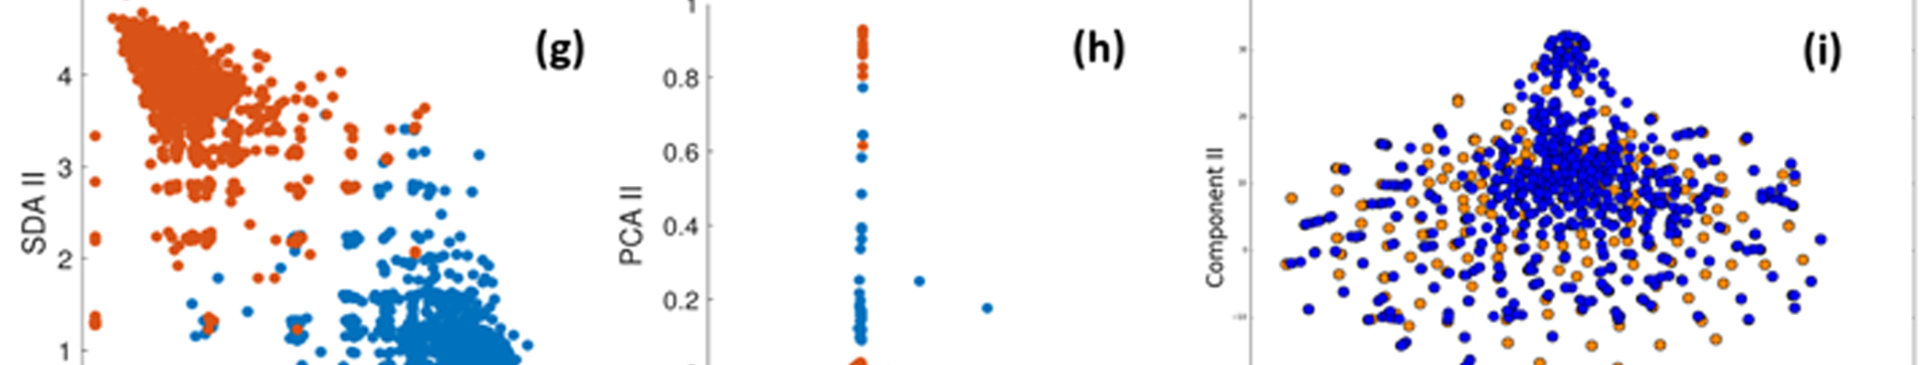 (g)
SDA II
4
3
2
1
(h)
PCA II
1
0.8
0.6
0.4
0.2
(i)
Component II